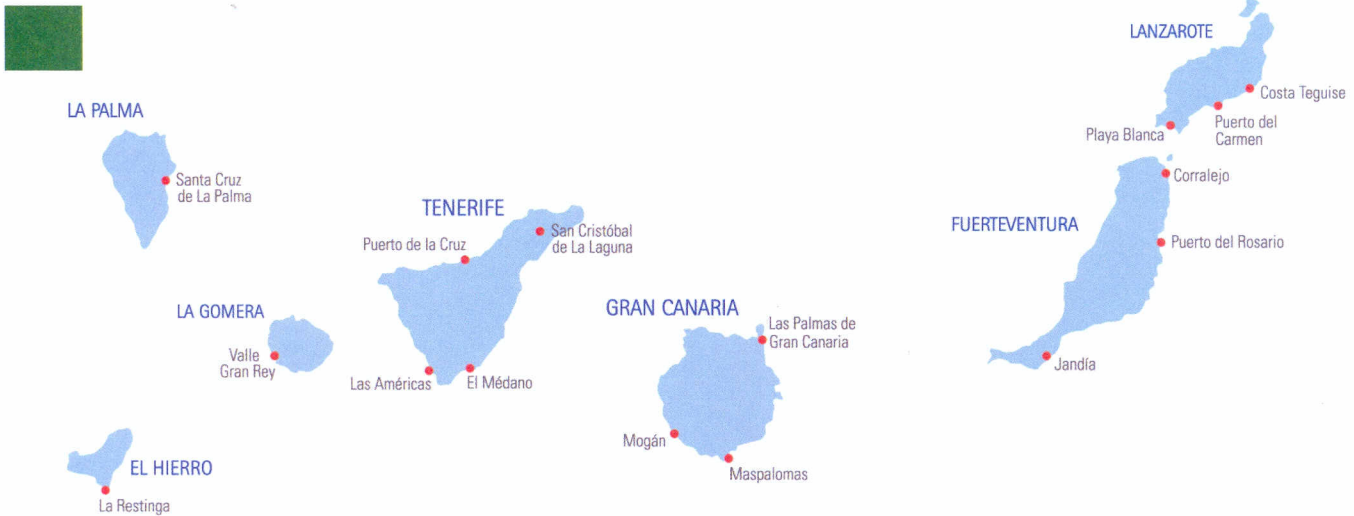 LANZAROTE
Costa Teguise
Puerto del
Carmen
Playa Blanca
LA PALMA
Santa Cruz
de La Palma
Corralejo
TENERIFE
San Cristóbal
de La Laguna
Puerto de la Cruz
FUERTEVENTURA
Puerto del Rosario
LA GOMERA
Valle
Gran Rey
GRAN CANARIA
Las Palmas de
Gran Canaria
Las Américas
El Médano
Jandía
Mogán
Maspalomas
EL HIERRO
La Restinga